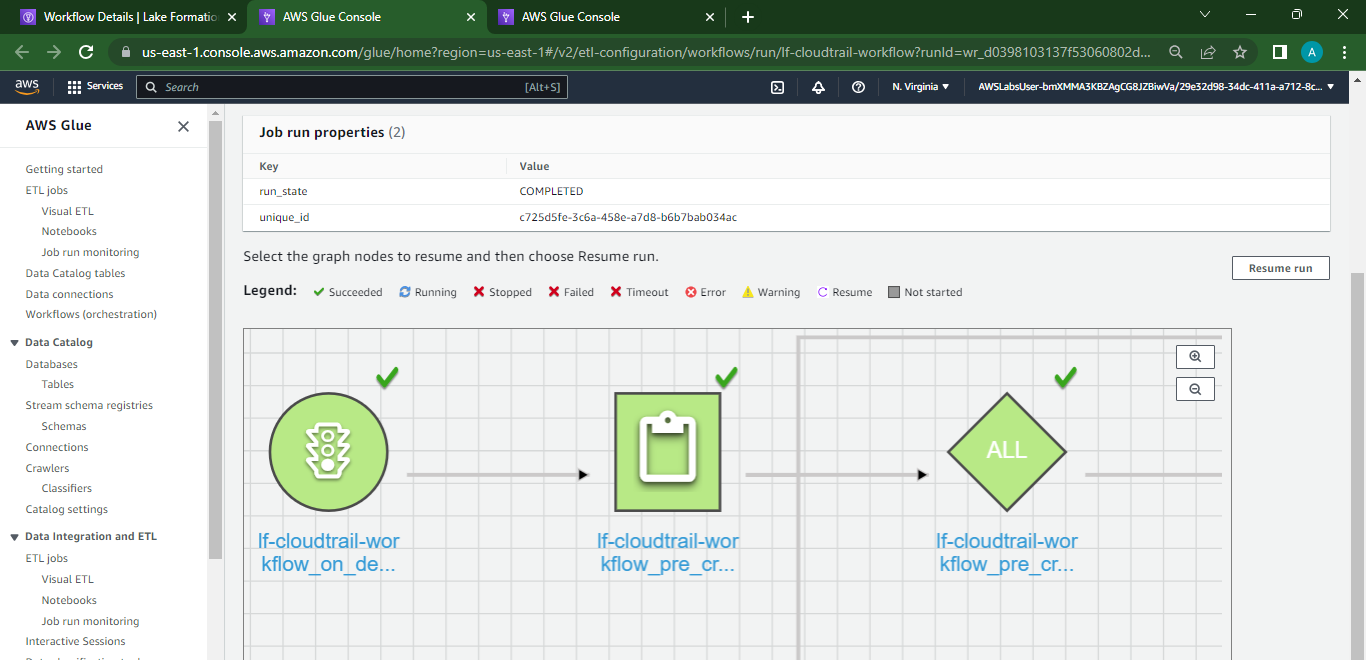 Workflow Details | Lake Formatio
AWS Glue Console
AWS Glue Console
us-east-1.console.aws.amazon.com/glue/home?region=us-east-1#/v2/etl-configuration/workflows/run/lf-cloudtrail-workflow?runId=wr_d0398103137f53060802d...
A
aws
Services
Search
[Alt+S]
N. Virginia
AWSLabsUser-bmXMMA3KBZAgCG8JZBiwVa/29e32d98-34dc-411a-a712-8c...
AWS Glue
Getting started
ETL jobs
Visual ETL
Notebooks
Job run monitoring
Data Catalog tables
Data connections
Workflows (orchestration)
Data Catalog
Databases
Tables
Stream schema registries
Schemas
Connections
Crawlers
Classifiers
Catalog settings
Data Integration and ETL
ETL jobs
Visual ETL
Notebooks
Job run monitoring
Interactive Sessions
Job run properties (2)
Key Value
run_state COMPLETED
unique_id c725d5fe-3c6a-458e-a7d8-b6b7bab034ac
Select the graph nodes to resume and then choose Resume run.
Resume run
Legend: Succeeded Running Stopped Failed Timeout Error Warning Resume Not started
ALL
lf-cloudtrail-wor
kflow_on_de...
lf-cloudtrail-wor
kflow_pre_cr...
lf-cloudtrail-wor
kflow_pre_cr...